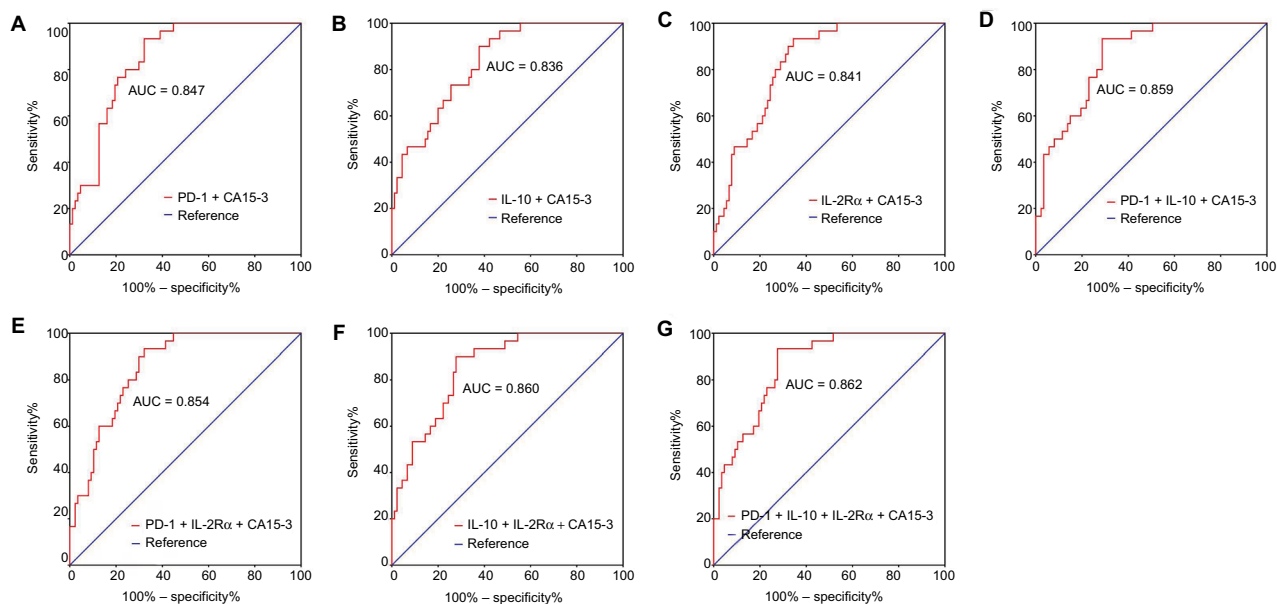 A
100
80
60
40
20
0
Sensitivity%
AUC = 0.847
PD-1 + CA15-3
Reference
0 20 40 60 80 100
100% – specificity%
B
100
80
60
40
20
0
Sensitivity%
AUC = 0.836
IL-10 + CA15-3
Reference
0 20 40 60 80 100
100% – specificity%
C
100
80
60
40
20
0
Sensitivity%
AUC = 0.841
IL-2Rα + CA15-3
Reference
0 20 40 60 80 100
100% – specificity%
D
100
80
60
40
20
0
Sensitivity%
AUC = 0.859
PD-1 + IL-10 + CA15-3
Reference
0 20 40 60 80 100
100% – specificity%
E
100
80
60
40
20
0
Sensitivity%
AUC = 0.854
PD-1 + IL-2Rα + CA15-3
Reference
0 20 40 60 80 100
100% – specificity%
F
100
80
60
40
20
0
Sensitivity%
AUC = 0.860
IL-10 + IL-2Rα + CA15-3
Reference
0 20 40 60 80 100
100% – specificity%
G
100
80
60
40
20
0
Sensitivity%
AUC = 0.862
PD-1 + IL-10 + IL-2Rα + CA15-3
Reference
0 20 40 60 80 100
100% – specificity%